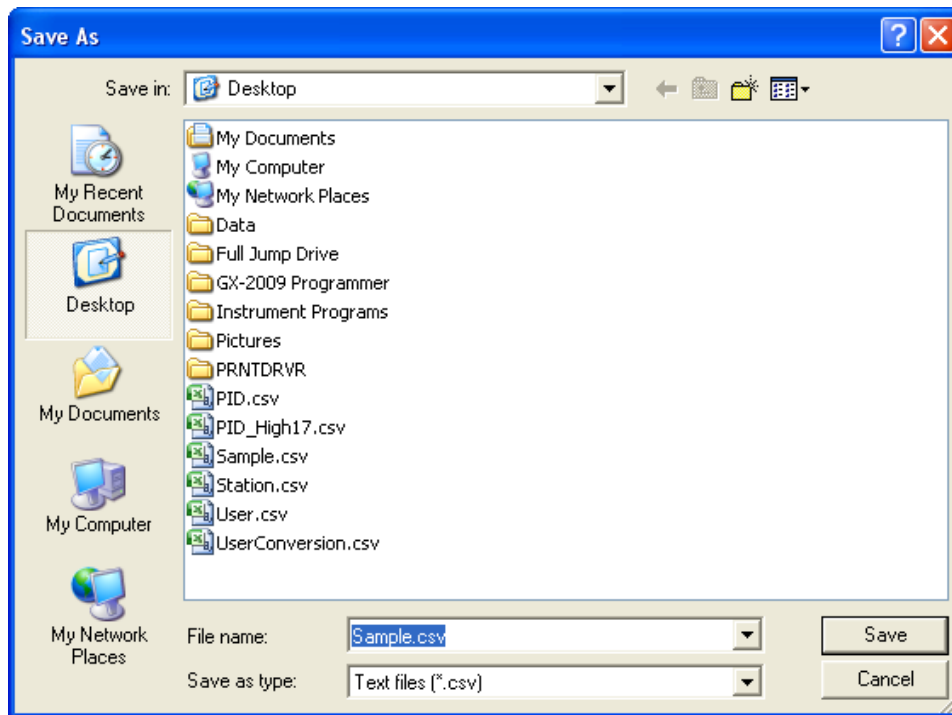 Save As
Save in:
Desktop
My Recent
Documents
Desktop
My Documents
My Computer
My Network
Places
My Documents
My Computer
My Network Places
Data
Full Jump Drive
GX-2009 Programmer
Instrument Programs
Pictures
PRNTDRVR
PID.csv
PID_High17.csv
Sample.csv
Station.csv
User.csv
UserConversion.csv
File name:
Sample.csv
Save
Save as type:
Text files (*.csv)
Cancel